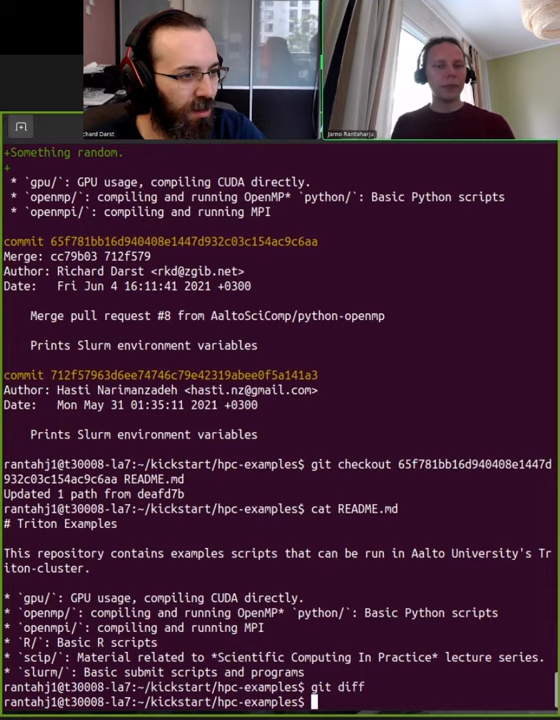 chard Darst
Jarno Rantaharju
+Something random.
+
* `gpu/`: GPU usage, compiling CUDA directly.
* `openmp/`: compiling and running OpenMP* `python/`: Basic Python scripts
* `openmpi/`: compiling and running MPI
commit 65f781bb16d940408e1447d932c03c154ac9c6aa
Merge: cc79b03 712f579
Author: Richard Darst <rkd@zgib.net>
Date:   Fri Jun 4 16:11:41 2021 +0300
Merge pull request #8 from AaltoSciComp/python-openmp
Prints Slurm environment variables
commit 712f57963d6ee74746c79e42319abee0f5a141a3
Author: Hasti Narimanzadeh <hasti.nz@gmail.com>
Date:   Mon May 31 01:35:11 2021 +0300
Prints Slurm environment variables
rantahj1@t30008-la7:~/kickstart/hpc-examples$ git checkout 65f781bb16d940408e1447d
932c03c154ac9c6aa README.md
Updated 1 path from deafd7b
rantahj1@t30008-la7:~/kickstart/hpc-examples$ cat README.md
# Triton Examples
This repository contains examples scripts that can be run in Aalto University's Tr
iton-cluster.
* `gpu/`: GPU usage, compiling CUDA directly.
* `openmp/`: compiling and running OpenMP* `python/`: Basic Python scripts
* `openmpi/`: compiling and running MPI
* `R/`: Basic R scripts
* `scip/`: Material related to *Scientific Computing In Practice* lecture series.
* `slurm/`: Basic submit scripts and programs
rantahj1@t30008-la7:~/kickstart/hpc-examples$ git diff
rantahj1@t30008-la7:~/kickstart/hpc-examples$